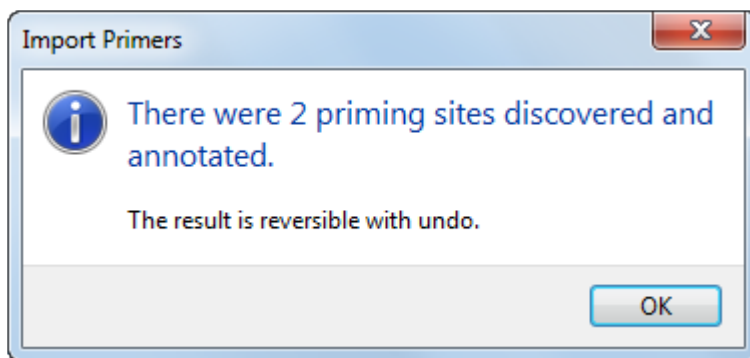 Import Primers
There were 2 priming sites discovered and
annotated.
The result is reversible with undo.
OK